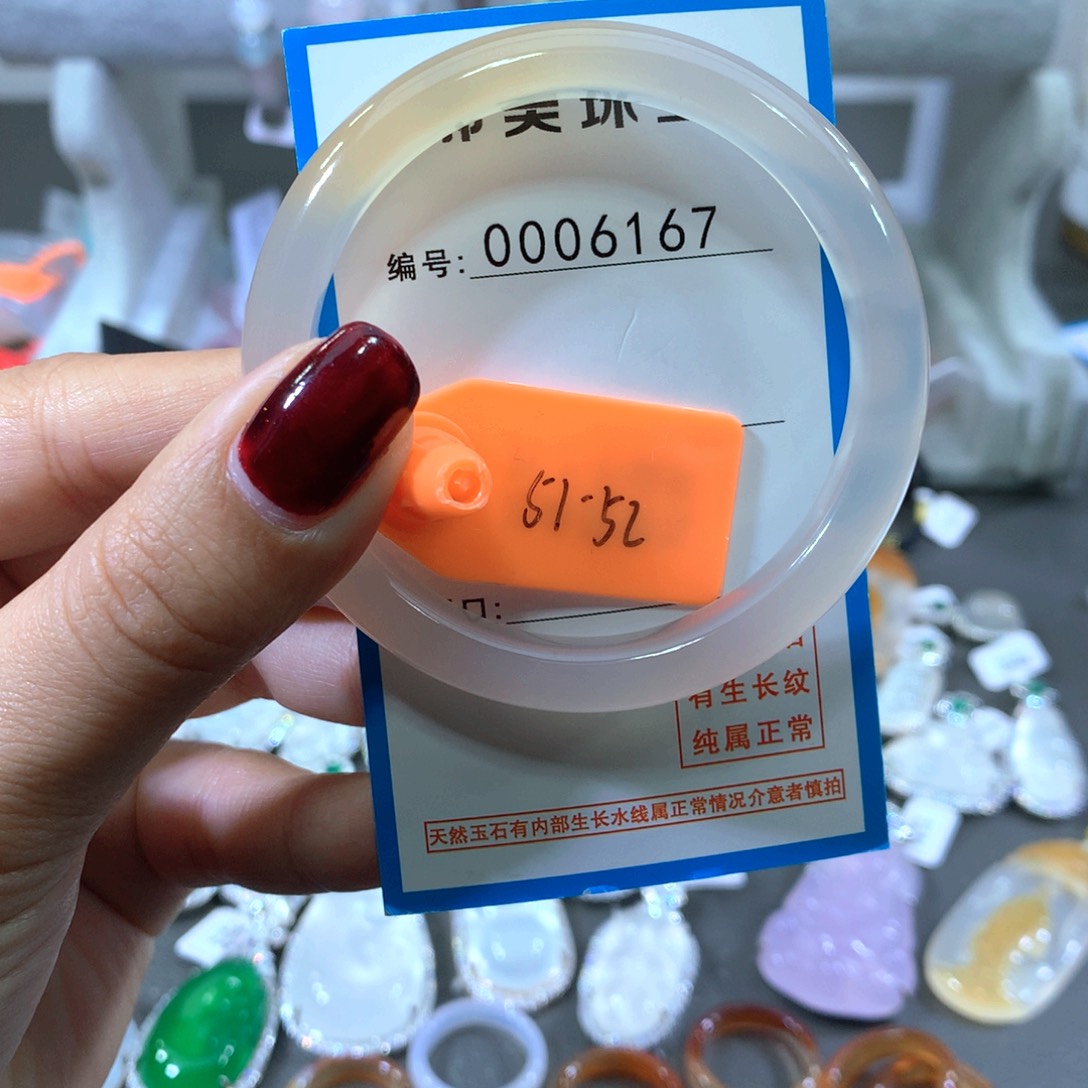 编号: 0006167
51-52
有生长纹
纯属正常
天然玉石有内部生长水线属正常情况介意者慎拍